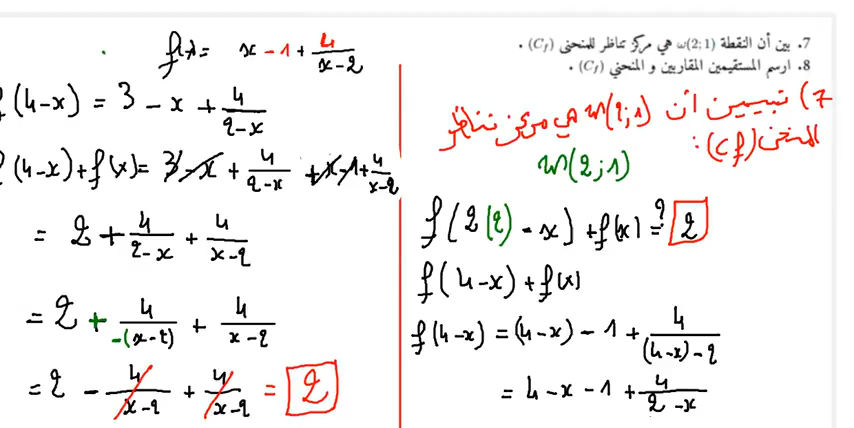 7. بين أن النقطة ω(2;1) هي مركز تناظر للمنحنى (Cf) .
8. ارسم المستقيمين المقاربين و المنحني (Cf) .
7) تبيين أن w(2;1) هي مركز تناظر
المنحنى (Cf) :
w(2;1)
f(2(2) - x) + f(x) =? 2
f(4-x) + f(x)
f(4-x) = (4-x) - 1 + 4/((4-x)-2)
= 4-x-1 + 4/(2-x)
f(x) = x - 1 + 4/(x-2)
f(4-x) = 3 - x + 4/(2-x)
f(4-x) + f(x) = 3 - x + 4/(2-x) + x - 1 + 4/(x-2)
= 2 + 4/(2-x) + 4/(x-2)
= 2 + 4/(-(x-2)) + 4/(x-2)
= 2 - 4/(x-2) + 4/(x-2) = 2